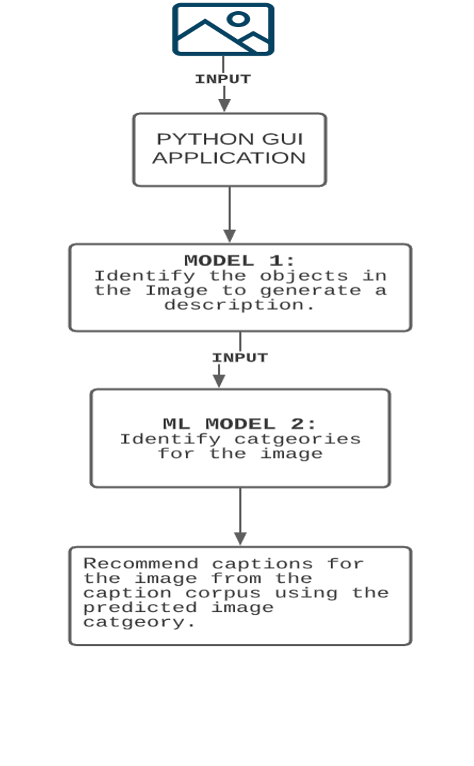 INPUT
PYTHON GUI
APPLICATION
MODEL 1:
Identify the objects in
the Image to generate a
description.
INPUT
ML MODEL 2:
Identify catgeories
for the image
Recommend captions for
the image from the
caption corpus using the
predicted image
catgeory.